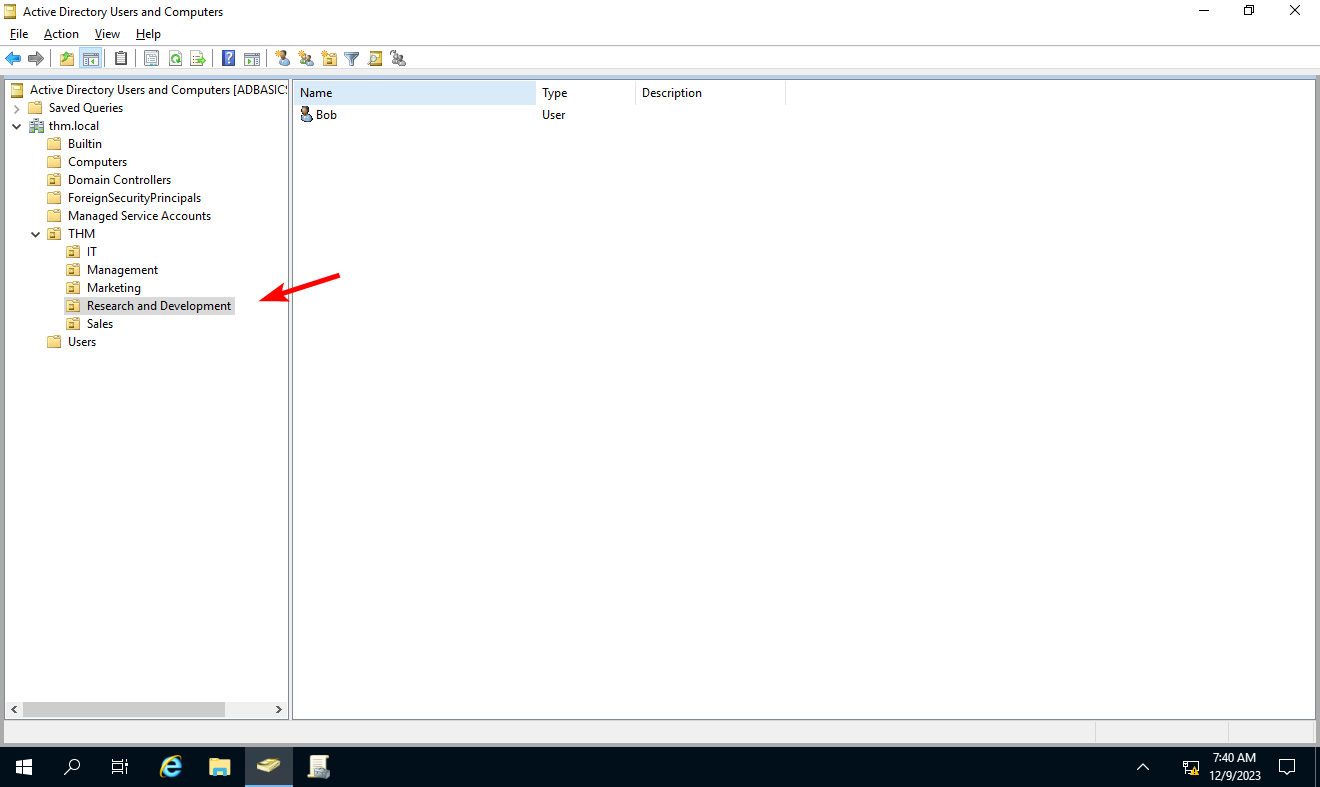 Active Directory Users and Computers
File Action View Help
Active Directory Users and Computers [ADBASICS
Saved Queries
thm.local
Builtin
Computers
Domain Controllers
ForeignSecurityPrincipals
Managed Service Accounts
THM
IT
Management
Marketing
Research and Development
Sales
Users
Name Type Description
Bob User
7:40 AM
12/9/2023